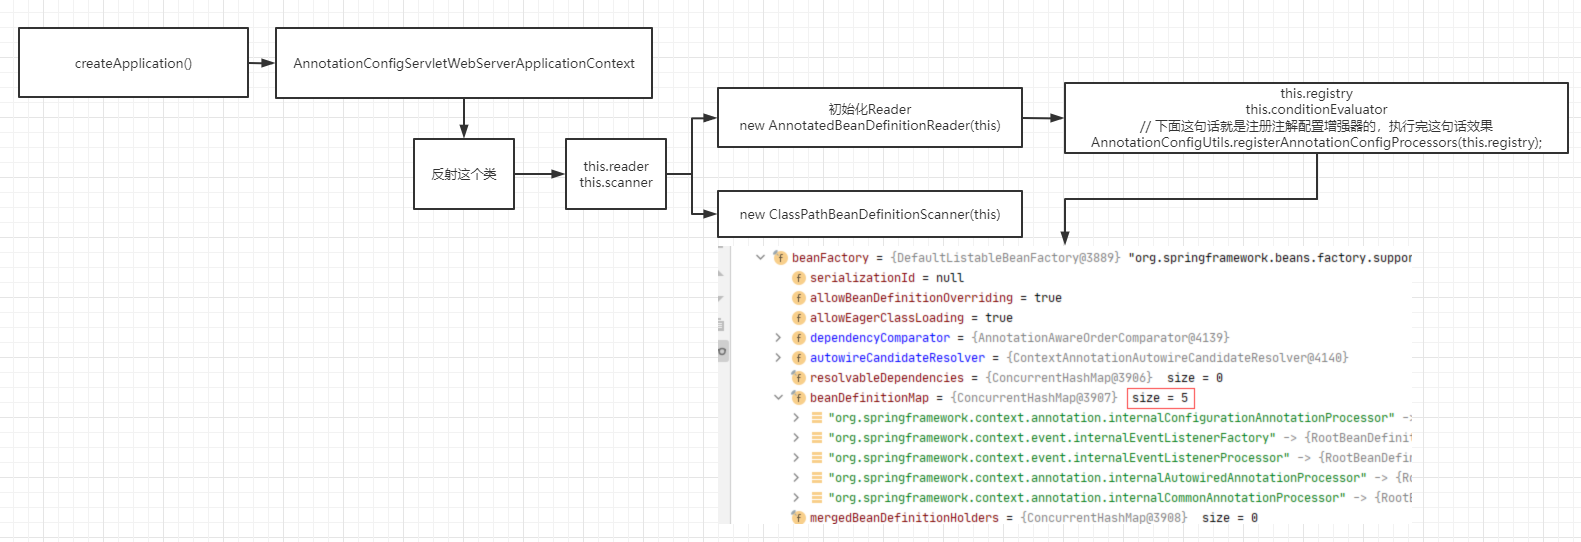 createApplication()
AnnotationConfigServletWebServerApplicationContext
反射这个类
this.reader
this.scanner
初始化Reader
new AnnotatedBeanDefinitionReader(this)
new ClassPathBeanDefinitionScanner(this)
this.registry
this.conditionEvaluator
// 下面这句话就是注册注解配置增强器的，执行完这句话效果
AnnotationConfigUtils.registerAnnotationConfigProcessors(this.registry);
beanFactory = {DefaultListableBeanFactory@3889} "org.springframework.beans.factory.suppor
serializationId = null
allowBeanDefinitionOverriding = true
allowEagerClassLoading = true
dependencyComparator = {AnnotationAwareOrderComparator@4139}
autowireCandidateResolver = {ContextAnnotationAutowireCandidateResolver@4140}
resolvableDependencies = {ConcurrentHashMap@3906} size = 0
beanDefinitionMap = {ConcurrentHashMap@3907} size = 5
"org.springframework.context.annotation.internalConfigurationAnnotationProcessor" ->
"org.springframework.context.event.internalEventListenerFactory" -> {RootBeanDefinit
"org.springframework.context.event.internalEventListenerProcessor" -> {RootBeanDefin
"org.springframework.context.annotation.internalAutowiredAnnotationProcessor" -> {Ro
"org.springframework.context.annotation.internalCommonAnnotationProcessor" -> {RootB
mergedBeanDefinitionHolders = {ConcurrentHashMap@3908} size = 0